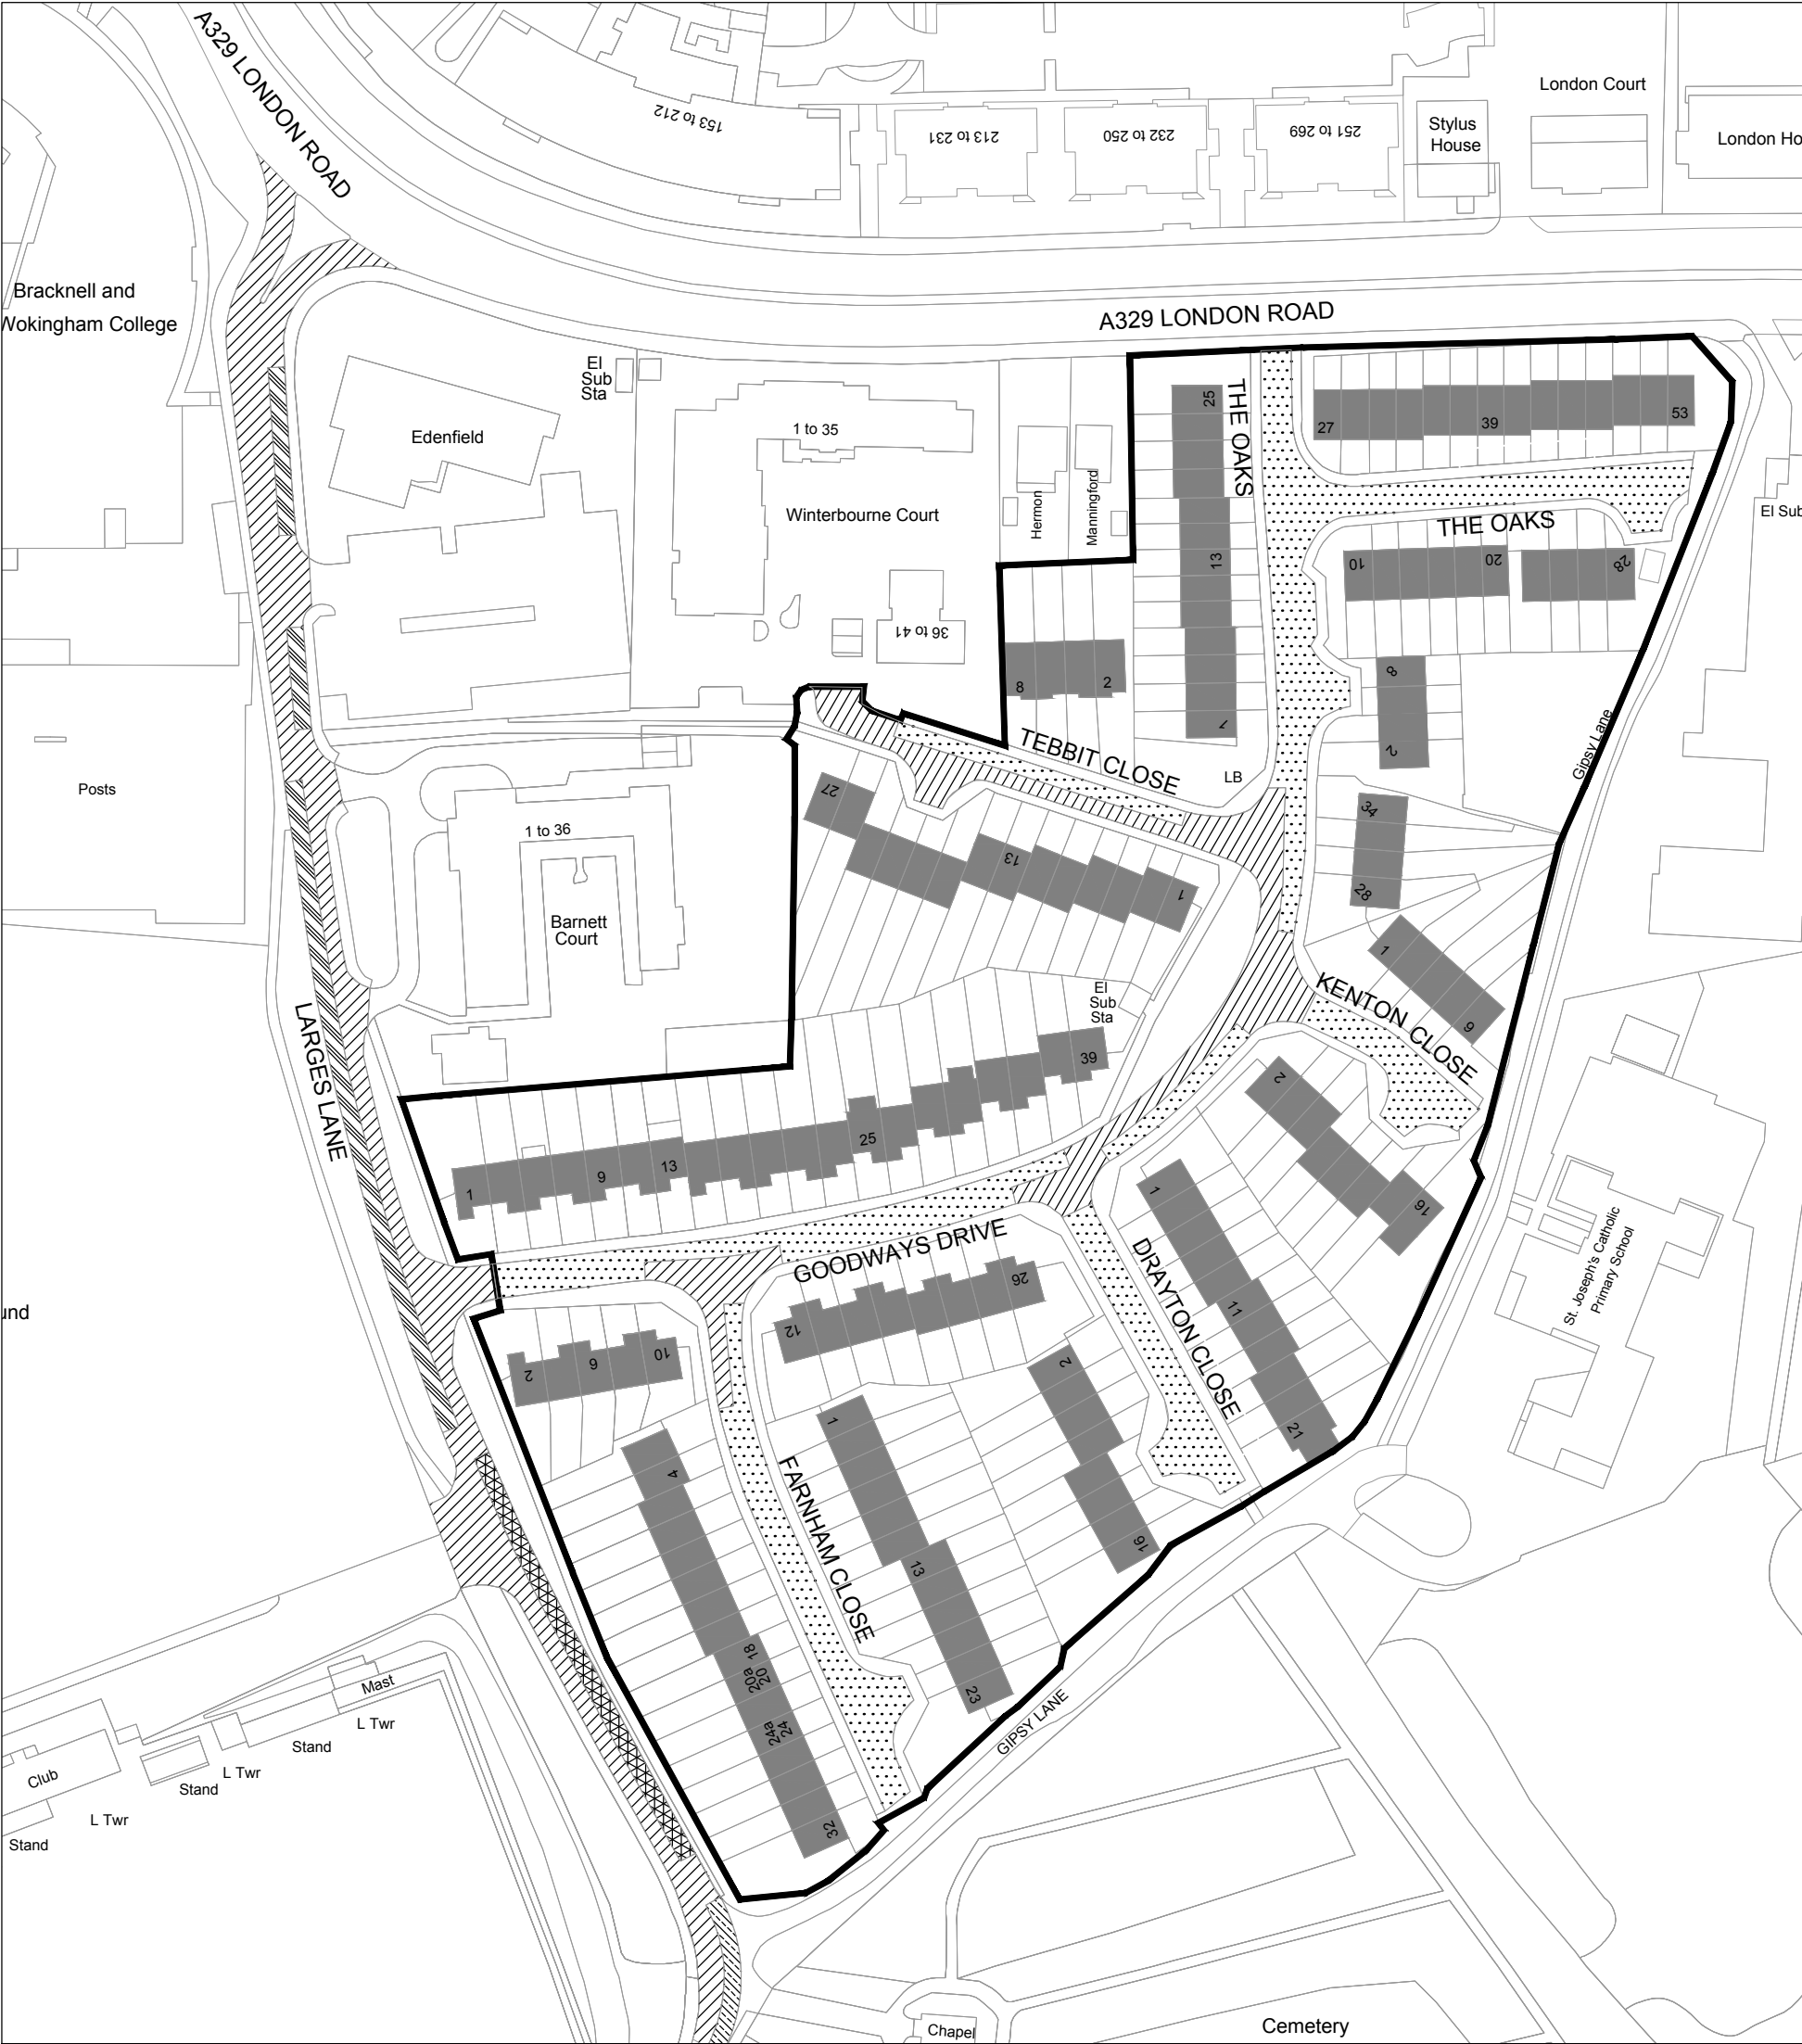 A329 LONDON ROAD
153 to 212
213 to 231
232 to 250
251 to 269
Stylus
House
London Court
London Ho
Bracknell and
Wokingham College
A329 LONDON ROAD
El
Sub
Sta
Edenfield
1 to 35
Winterbourne Court
Hermon
Manningford
36 to 41
25
THE OAKS
13
7
27
39
53
THE OAKS
10
20
28
El Sub
8
2
8
2
TEBBIT CLOSE
LB
Gipsy Lane
Posts
1 to 36
Barnett
Court
27
13
1
34
28
1
9
KENTON CLOSE
El
Sub
Sta
39
LARGES LANE
25
13
9
1
2
16
St. Joseph's Catholic
Primary School
1
11
21
DRAYTON CLOSE
GOODWAYS DRIVE
und
12
26
2
6
10
2
16
1
13
23
FARNHAM CLOSE
4
18
20
20a
24
24a
32
GIPSY LANE
Mast
L Twr
Stand
L Twr
Stand
Club
L Twr
Stand
Chapel
Cemetery